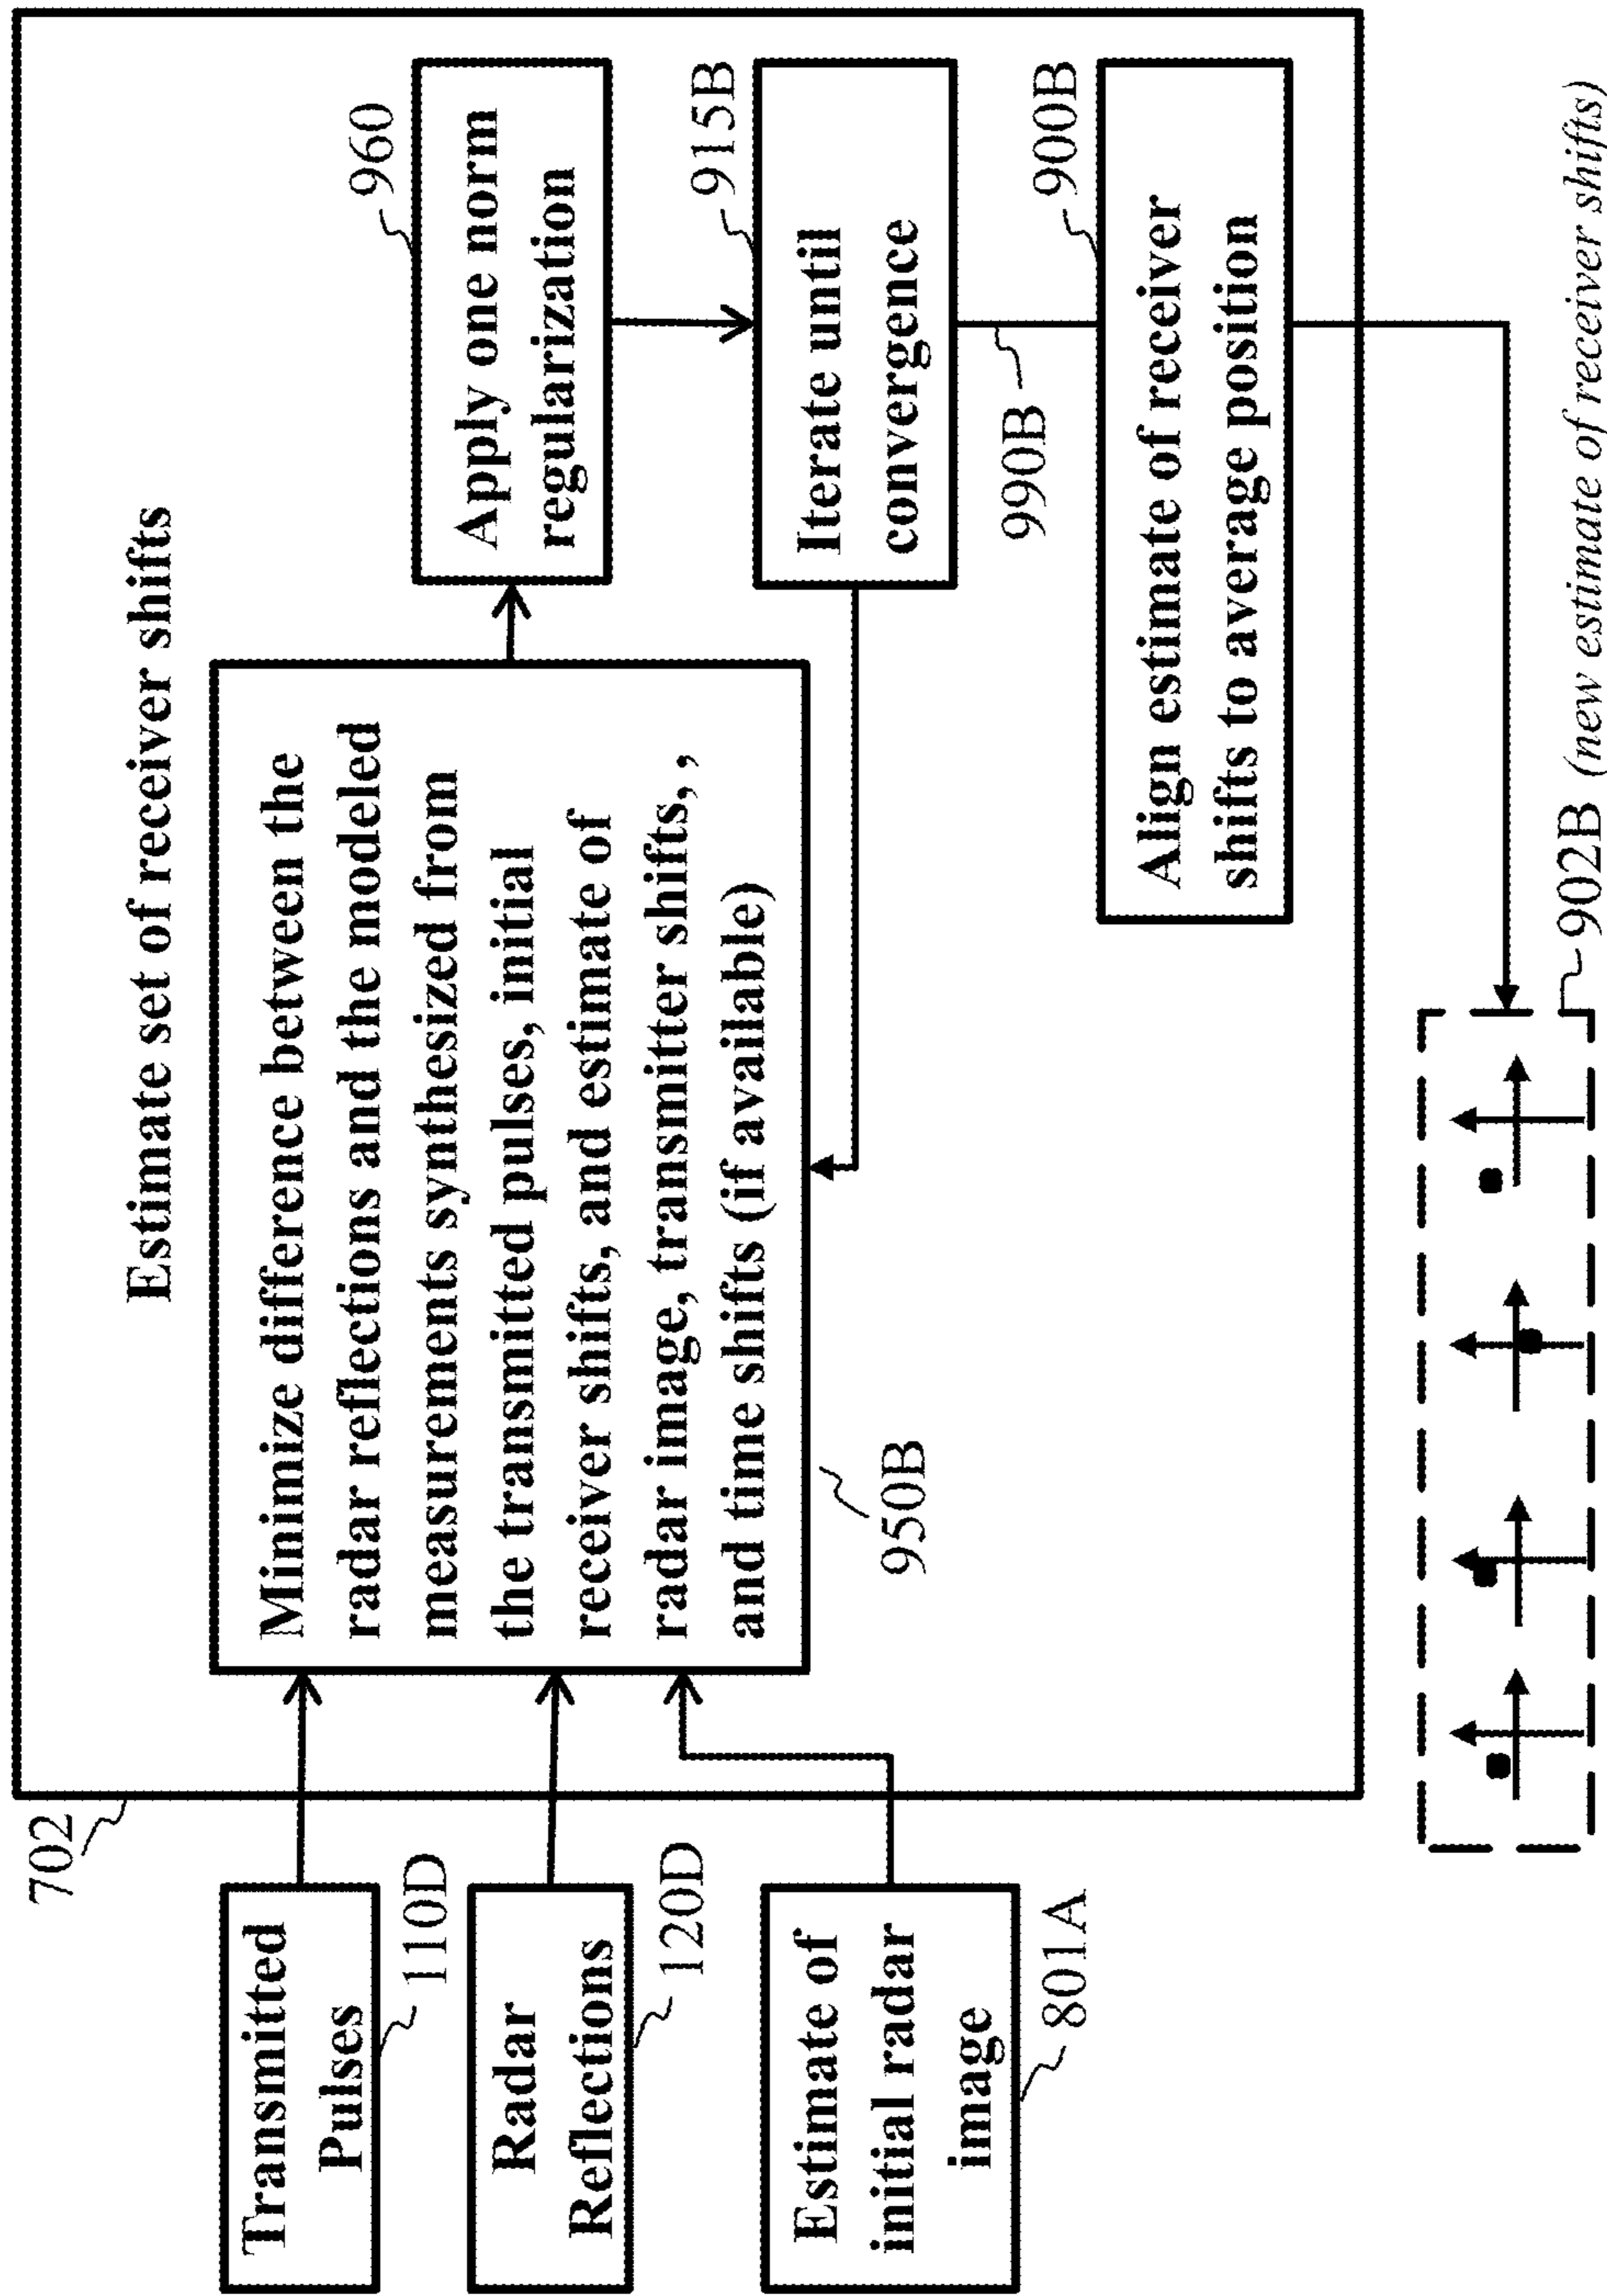 702
Estimate set of receiver shifts
Transmitted
Pulses
110D
Radar
Reflections
120D
Estimate of
initial radar
image
801A
Minimize difference between the
radar reflections and the modeled
measurements synthesized from
the transmitted pulses, initial
receiver shifts, and estimate of
radar image, transmitter shifts, ,
and time shifts (if available)
950B
Apply one norm
regularization
960
Iterate until
convergence
915B
990B
Align estimate of receiver
shifts to average position
900B
902B (new estimate of receiver shifts)